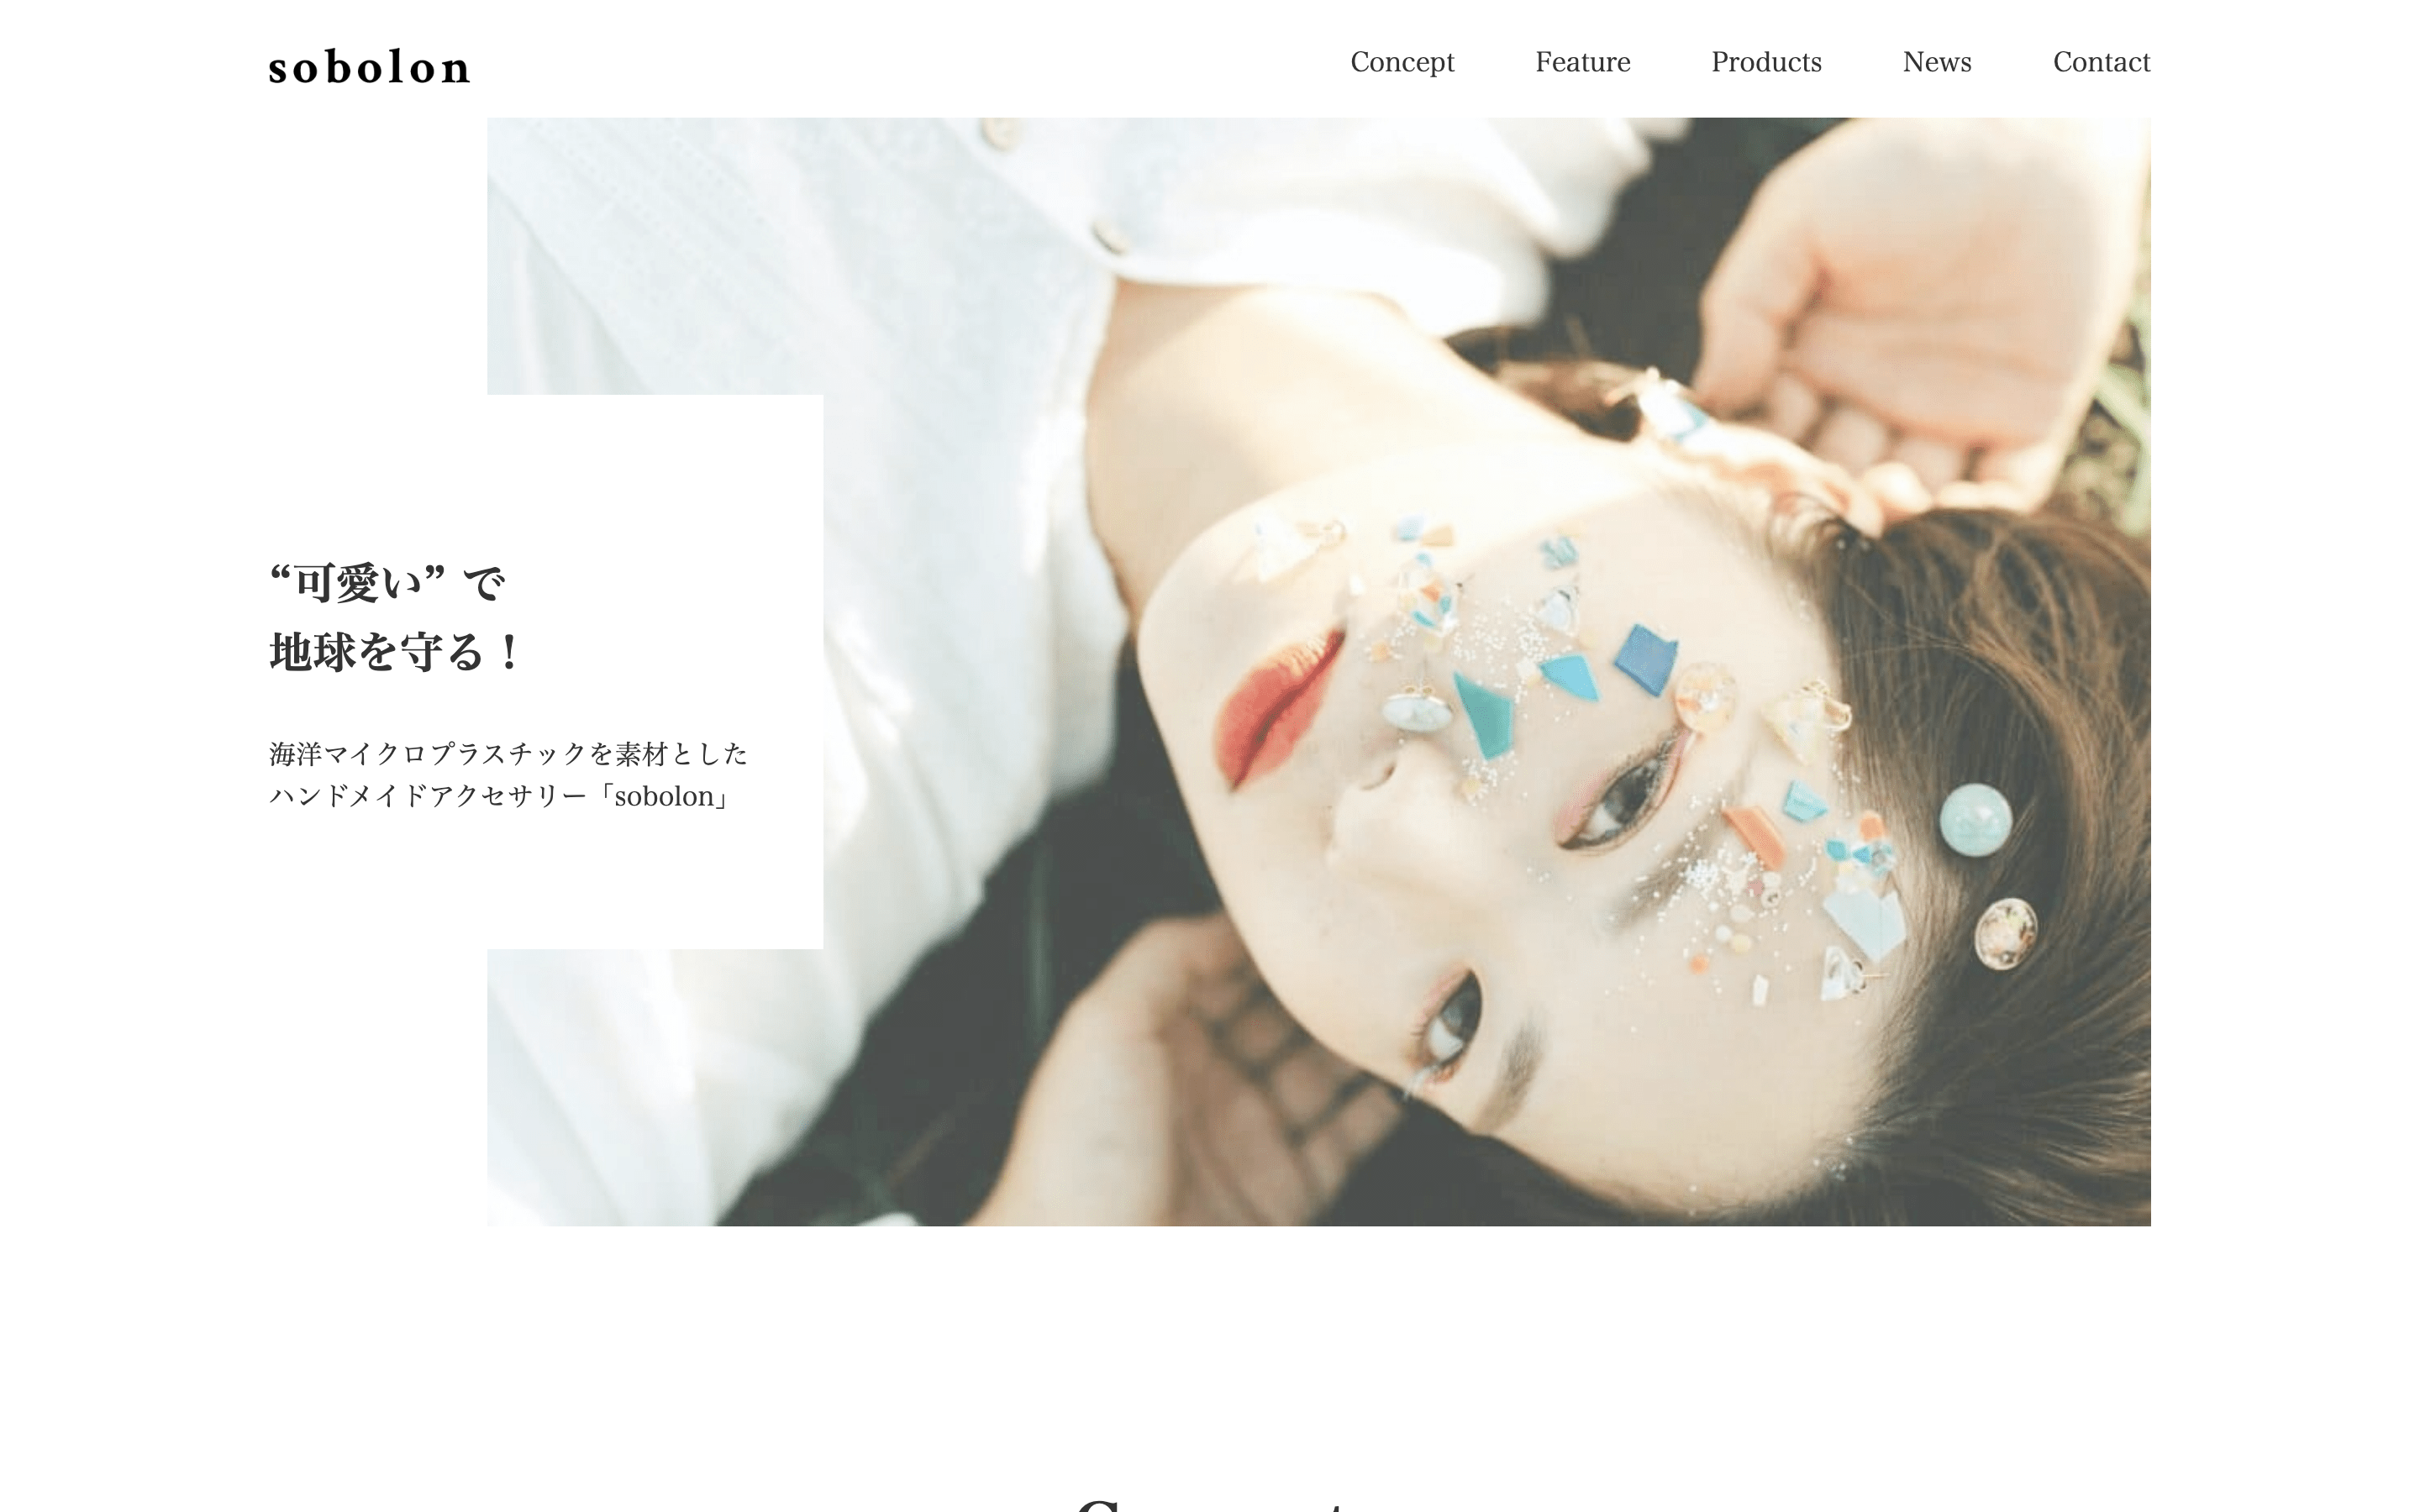 sobolon
Concept
Feature
Products
News
Contact
“可愛い” で
地球を守る！
海洋マイクロプラスチックを素材とした
ハンドメイドアクセサリー「sobolon」